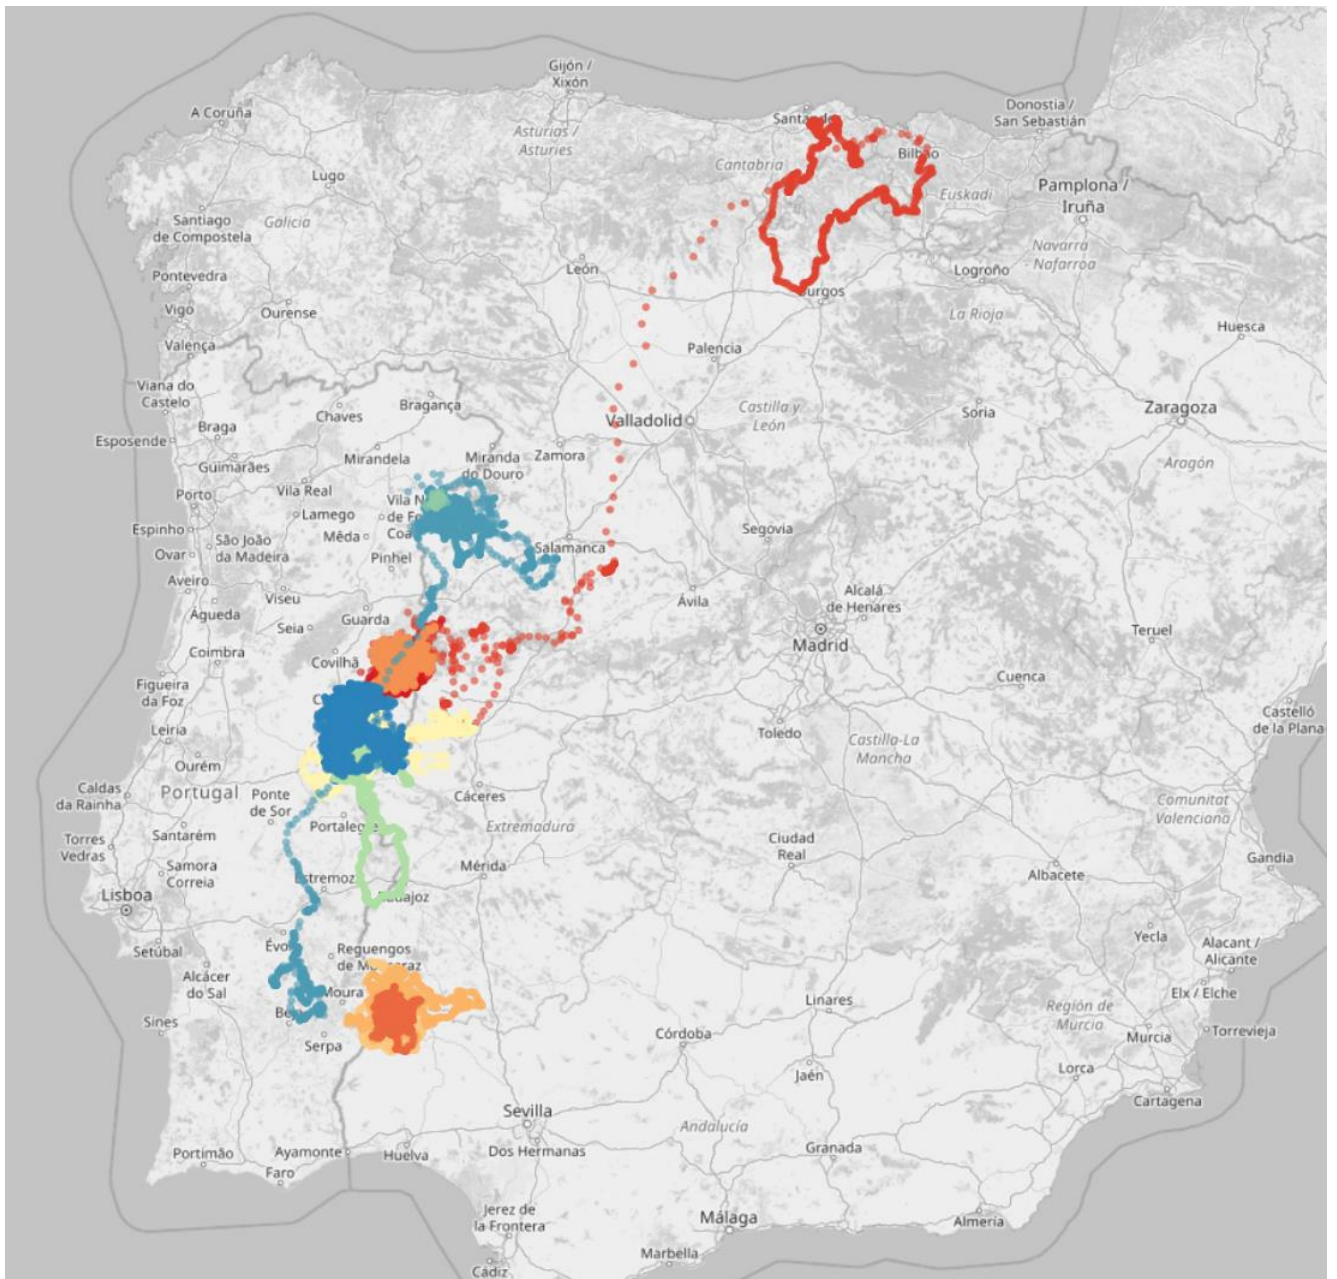 Gijón /
Xixón
A Coruña
Donostia /
San Sebastián
Asturias /
Asturies
Bilbao
Cantabria
Lugo
Pamplona /
Iruña
Euskadi
Santiago
de Compostela
Galicia
Navarra
- Nafarroa
León
Logroño
Pontevedra
Vigo
Ourense
La Rioja
Huesca
Valença
Palencia
Viana do
Castelo
Bragança
Chaves
Castilla y
León
Soria
Zaragoza
Braga
Valladolid
Esposende
Guimarães
Mirandela
Miranda
do Douro
Zamora
Aragón
Porto
Vila Real
Lamego
Espinho
São João
da Madeira
Mêda
Segovia
Salamanca
Ovar
Pinhel
Aveiro
Viseu
Ávila
Alcalá
de Henares
Águeda
Guarda
Seia
Madrid
Teruel
Coimbra
Covilhã
Cuenca
Figueira
da Foz
Castelló
de la Plana
Leiria
Toledo
Castilla-La
Mancha
Ourém
Caldas
da Rainha
Portugal
Ponte
de Sor
Cáceres
Comunitat
Valenciana
Santarém
Extremadura
Torres
Vedras
Ciudad
Real
Samora
Correia
Mérida
Gandia
Albacete
Lisboa
Setúbal
Reguengos
Yecla
Alacant /
Alicante
Alcácer
do Sal
Moura
Linares
Elx / Elche
Sines
Región de
Murcia
Córdoba
Murcia
Torrevieja
Serpa
Jaén
Lorca
Cartagena
Sevilla
Andalucía
Portimão
Ayamonte
Huelva
Dos Hermanas
Granada
Faro
Jerez de
la Frontera
Málaga
Almería
Marbella
Cádiz